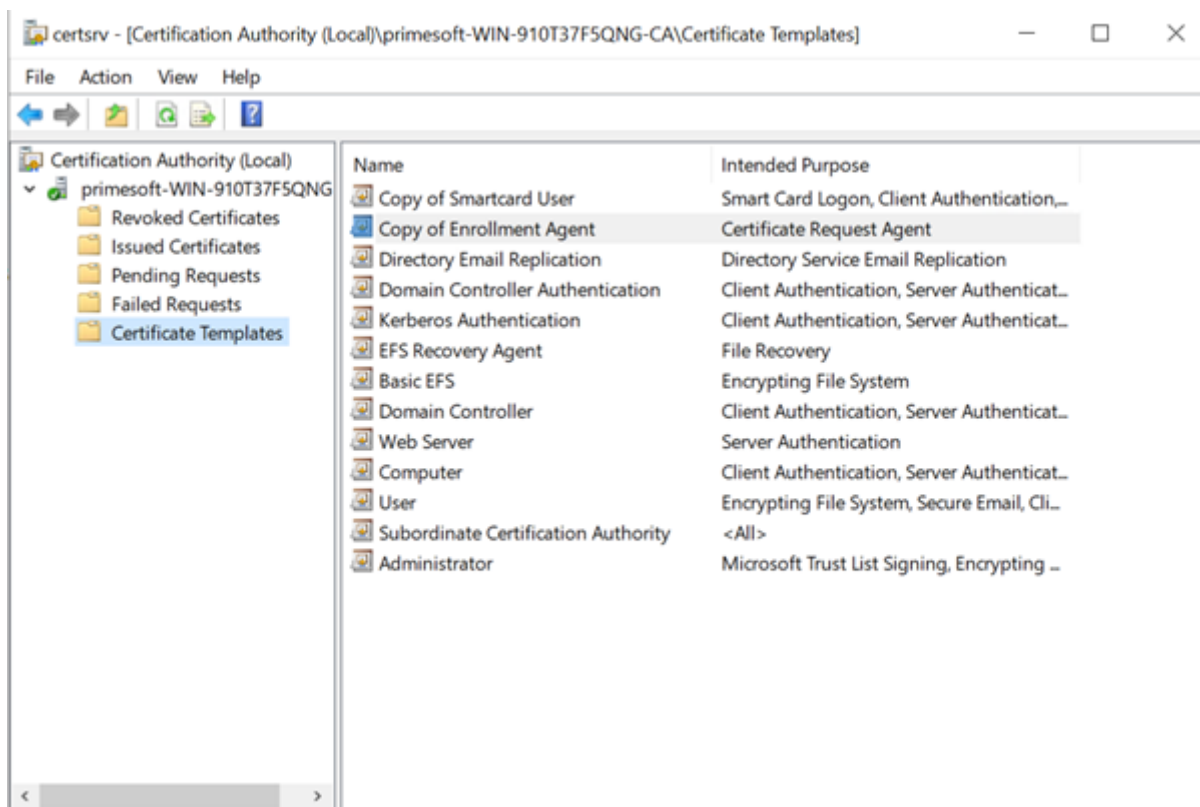 certsrv - [Certification Authority (Local)\primesoft-WIN-910T37F5QNG-CA\Certificate Templates]
File Action View Help
Certification Authority (Local)
primesoft-WIN-910T37F5QNG
Revoked Certificates
Issued Certificates
Pending Requests
Failed Requests
Certificate Templates
Name Intended Purpose
Copy of Smartcard User Smart Card Logon, Client Authentication,...
Copy of Enrollment Agent Certificate Request Agent
Directory Email Replication Directory Service Email Replication
Domain Controller Authentication Client Authentication, Server Authenticat...
Kerberos Authentication Client Authentication, Server Authenticat...
EFS Recovery Agent File Recovery
Basic EFS Encrypting File System
Domain Controller Client Authentication, Server Authenticat...
Web Server Server Authentication
Computer Client Authentication, Server Authenticat...
User Encrypting File System, Secure Email, Cli...
Subordinate Certification Authority <All>
Administrator Microsoft Trust List Signing, Encrypting ...